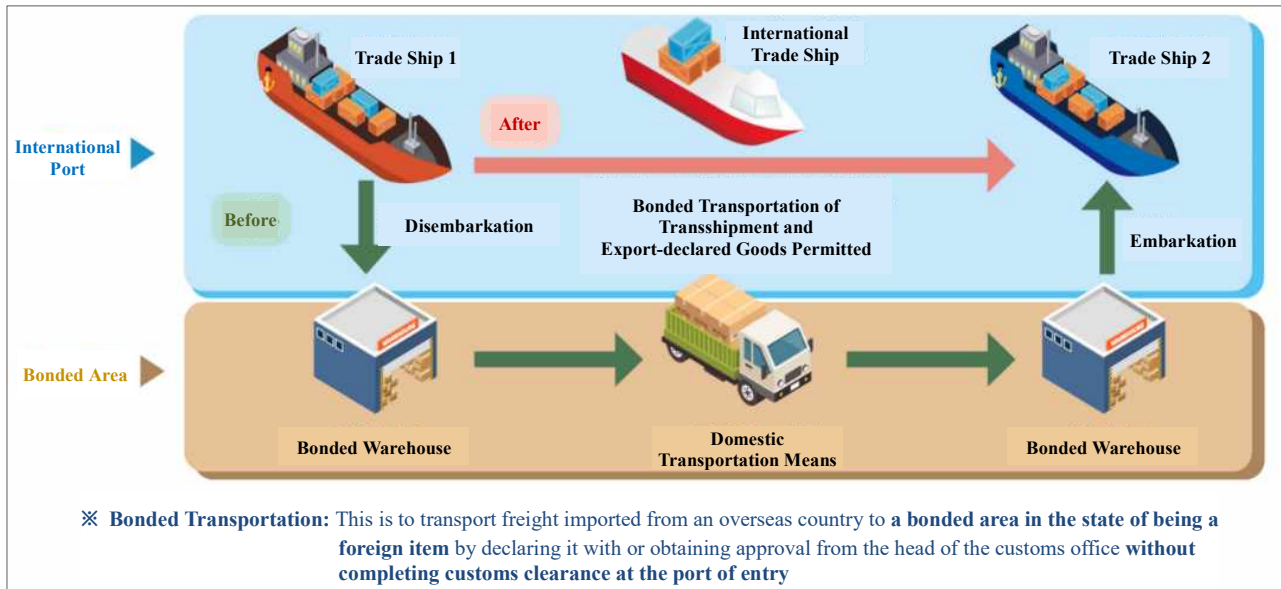 Trade Ship 1
International
Trade Ship
Trade Ship 2
After
International
Port
Before
Disembarkation
Bonded Transportation of
Transshipment and
Export-declared Goods Permitted
Embarkation
Bonded Area
Bonded Warehouse
Domestic
Transportation Means
Bonded Warehouse
※ Bonded Transportation: This is to transport freight imported from an overseas country to a bonded area in the state of being a
foreign item by declaring it with or obtaining approval from the head of the customs office without
completing customs clearance at the port of entry